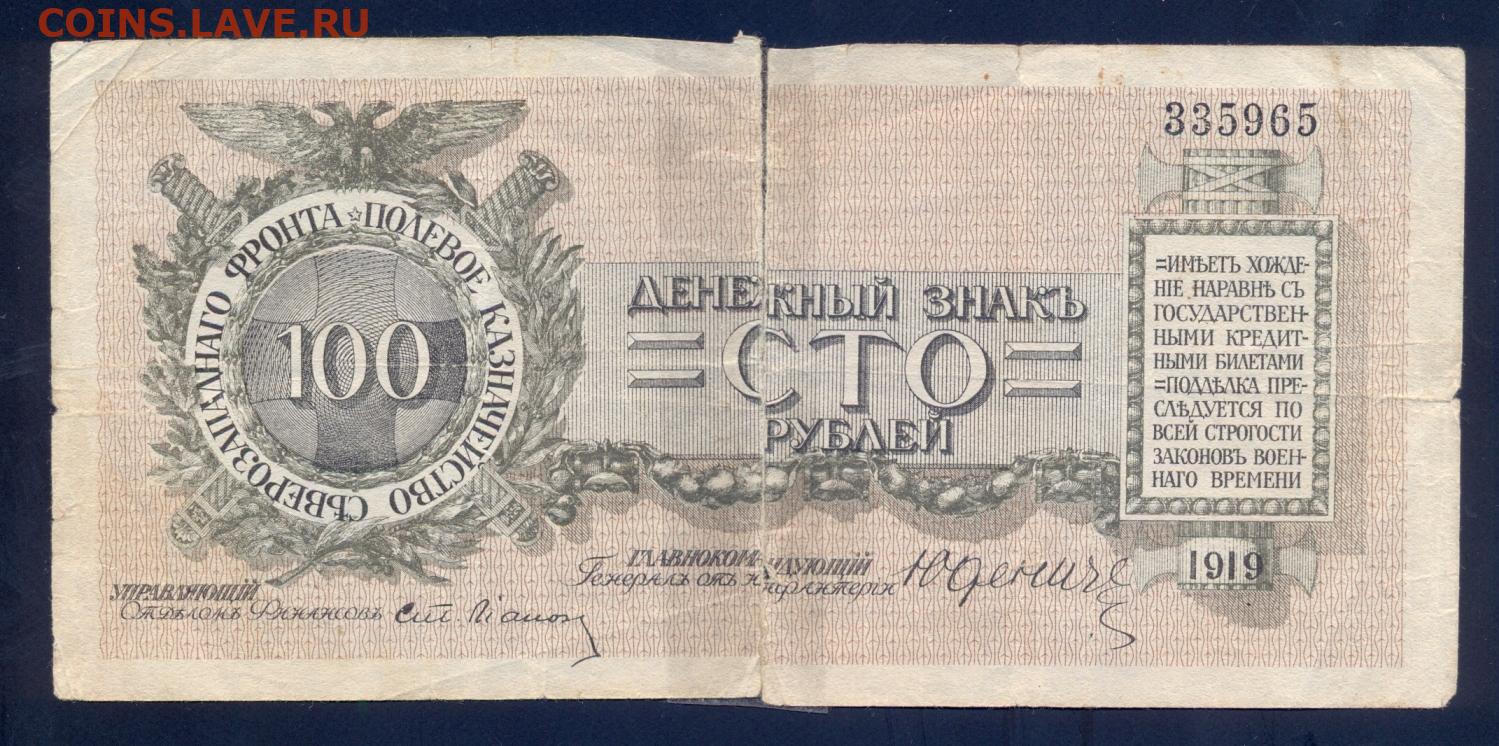 COINS.LAVE.RU
335965
ПОЛЕВОЕ КАЗНАЧЕЙСТВО СѢВЕРОЗАПАДНАГО ФРОНТА
100
ДЕНЕЖНЫЙ ЗНАКЪ
=СТО=
РУБЛЕЙ
=ИМѢЕТЪ ХОЖДЕ-
НІЕ НАРАВНѢ СЪ
ГОСУДАРСТВЕН-
НЫМИ КРЕДИТ-
НЫМИ БИЛЕТАМИ
=ПОДДѢЛКА ПРЕ-
СЛѢДУЕТСЯ ПО
ВСЕЙ СТРОГОСТИ
ЗАКОНОВЪ ВОЕН-
НАГО ВРЕМЕНИ
1919
ГЛАВНОКОМАНДУЮЩІЙ
Генералъ отъ инфантеріи Юденичъ
УПРАВЛЯЮЩІЙ
Отдѣломъ Финансовъ